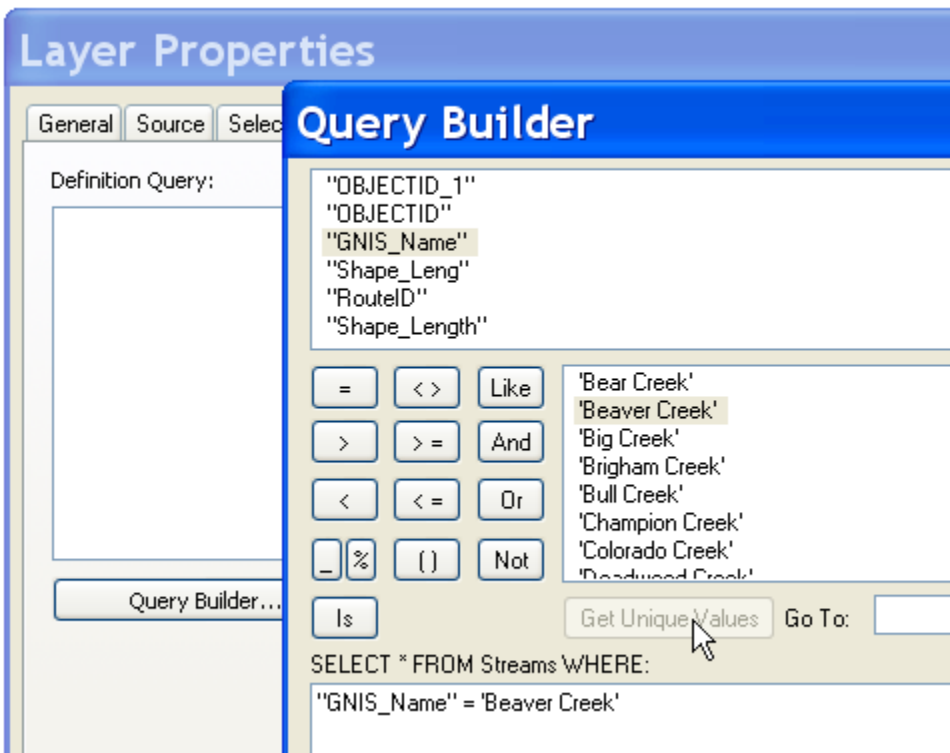 Layer Properties
General Source Selec
Query Builder
Definition Query:
"OBJECTID_1"
"OBJECTID"
"GNIS_Name"
"Shape_Leng"
"RouteID"
"Shape_Length"
= < > Like
> > = And
< < = Or
_ % ( ) Not
Is
'Bear Creek'
'Beaver Creek'
'Big Creek'
'Brigham Creek'
'Bull Creek'
'Champion Creek'
'Colorado Creek'
'Deadwood Creek'
Query Builder...
Get Unique Values Go To:
SELECT * FROM Streams WHERE:
"GNIS_Name" = 'Beaver Creek'